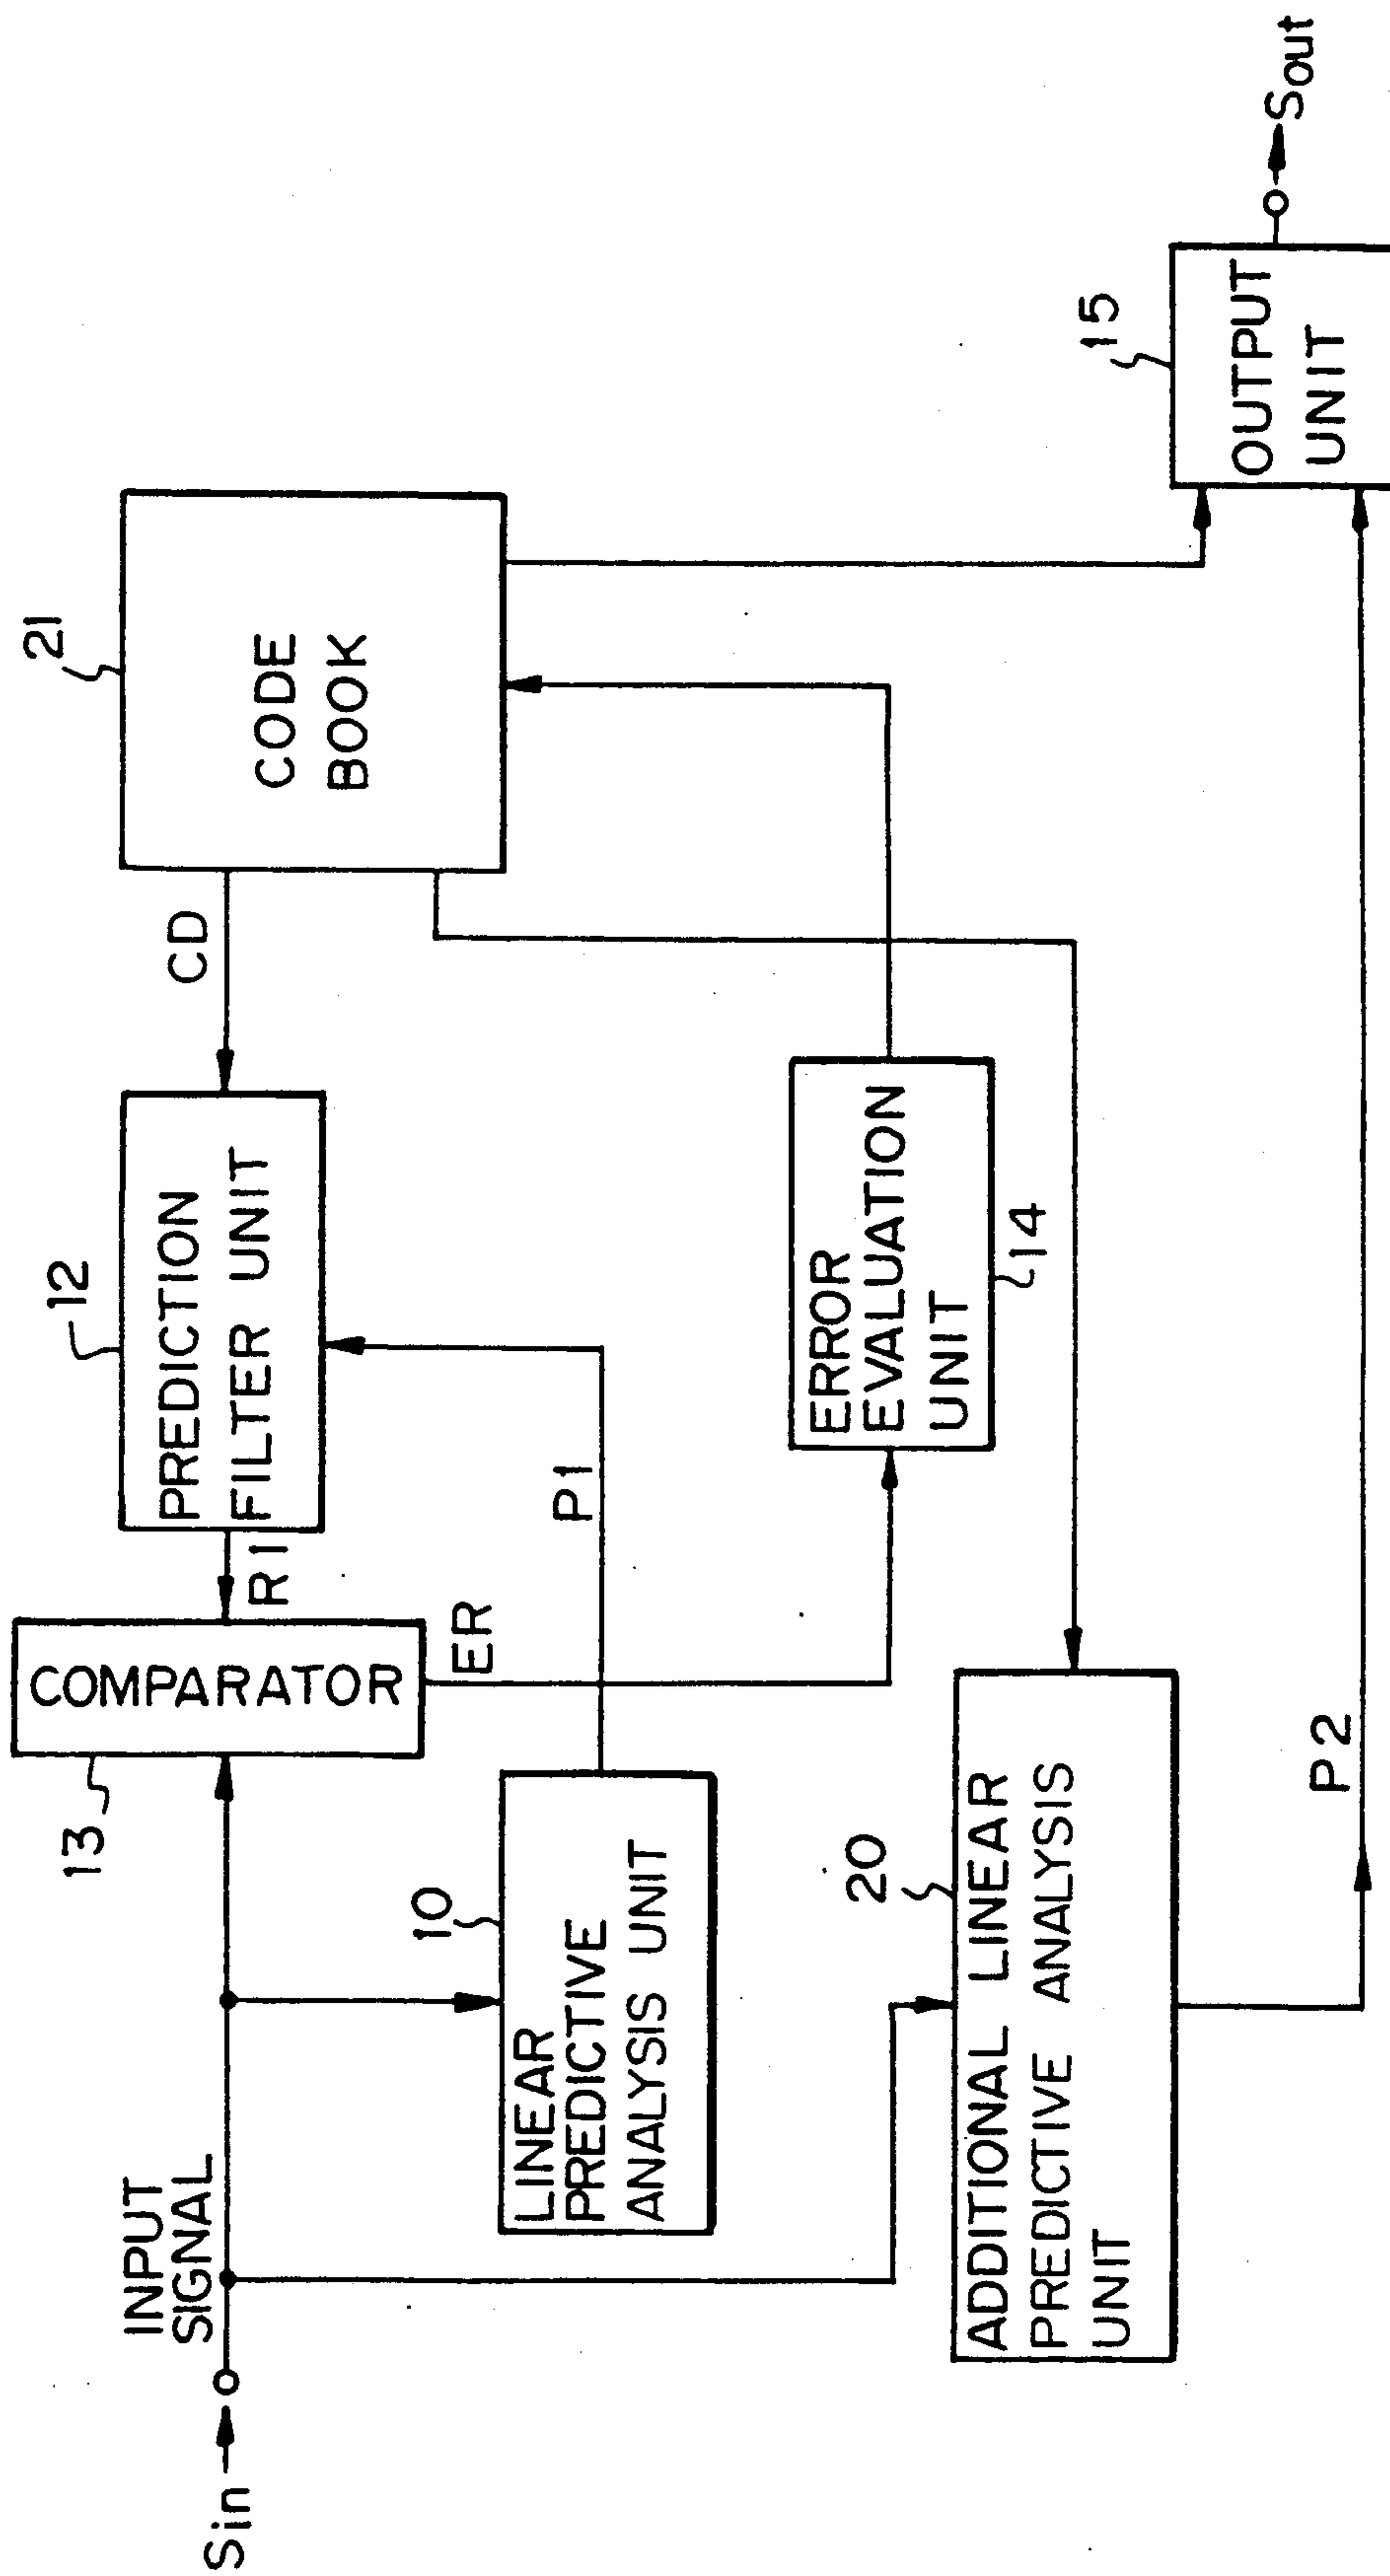 Sin
INPUT
SIGNAL
13
COMPARATOR
R1
12
PREDICTION
FILTER UNIT
CD
21
CODE
BOOK
ER
P1
10
LINEAR
PREDICTIVE
ANALYSIS UNIT
ERROR
EVALUATION
UNIT
14
20
ADDITIONAL LINEAR
PREDICTIVE ANALYSIS
UNIT
P2
15
OUTPUT
UNIT
Sout